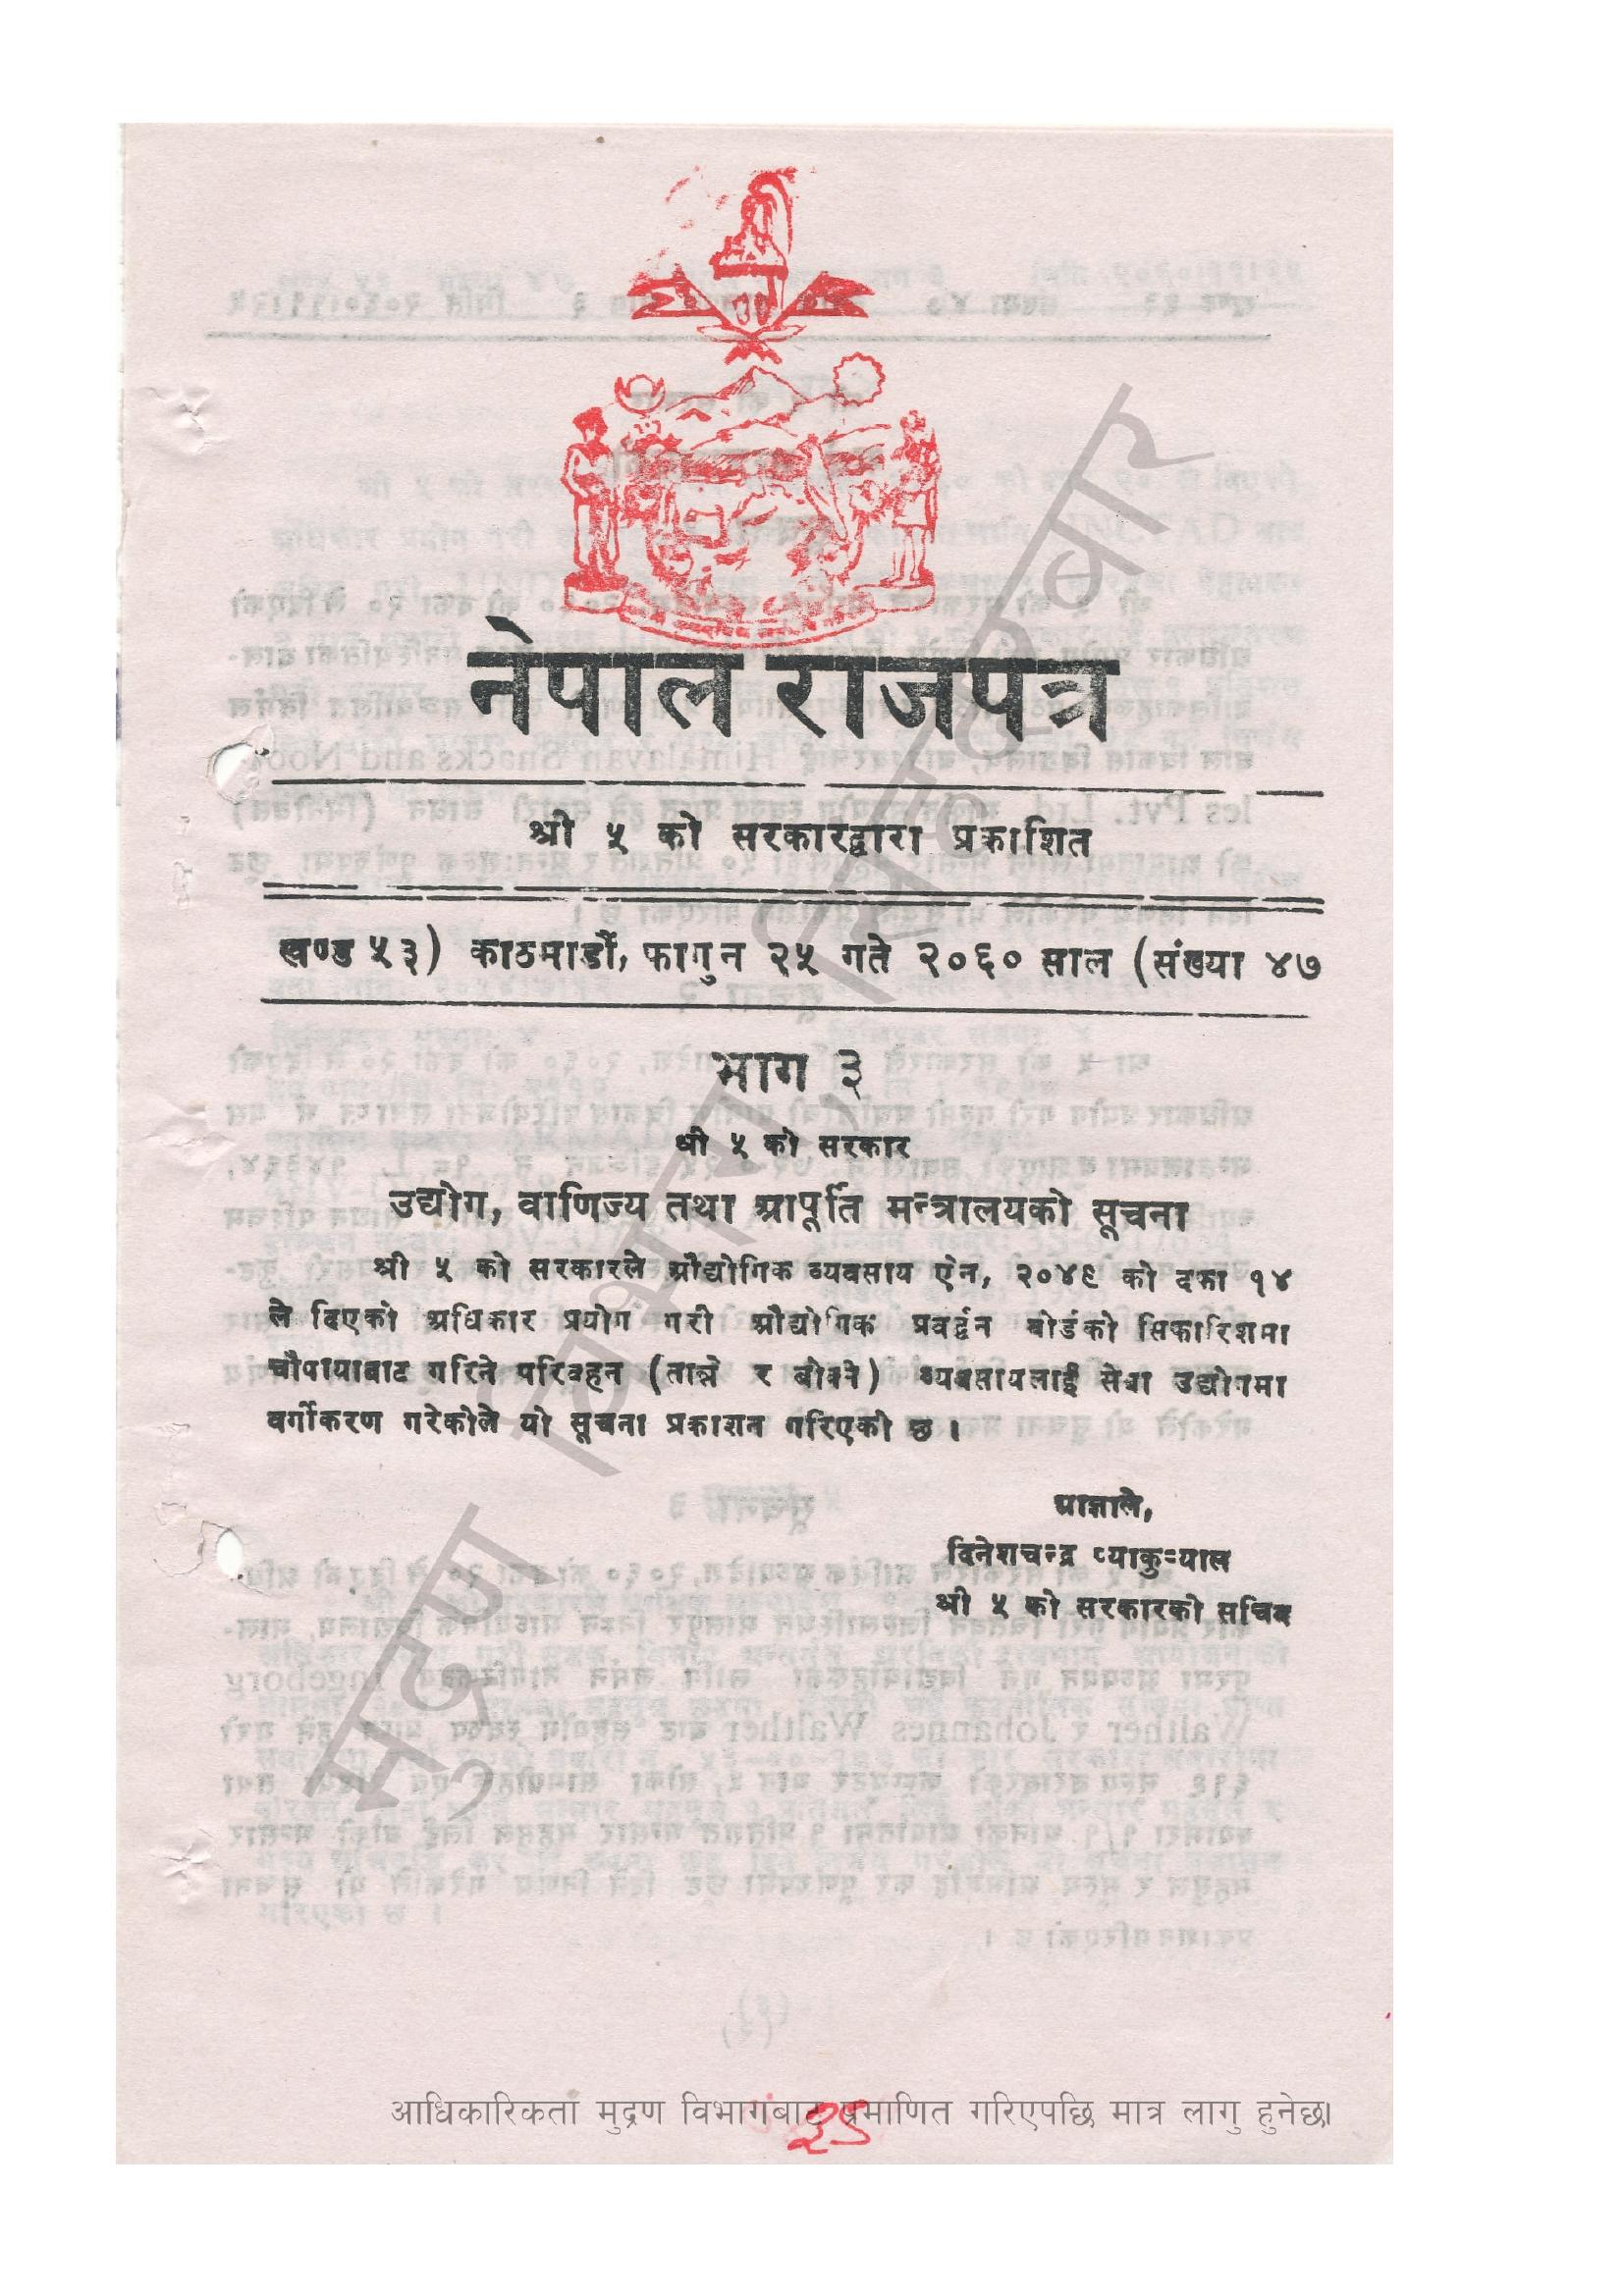 नेपाल राजपत्र
श्री ५ को सरकारद्वारा प्रकाशित
खण्ड ५३) काठमाडौं, फागुन २५ गते २०६० साल (संख्या ४७
भाग ३
श्री ५ को सरकार
उद्योग, वाणिज्य तथा आपूर्ति मन्त्रालयको सूचना
श्री ५ को सरकारले औद्योगिक व्यवसाय ऐन, २०४९ को दफा १४
ले दिएको अधिकार प्रयोग गरी औद्योगिक प्रवर्द्धन बोर्डको सिफारिशमा
चौपायाबाट गरिने परिवहन (तान्ने र बोक्ने) व्यवसायलाई सेवा उद्योगमा
वर्गीकरण गरेकोले यो सूचना प्रकाशन गरिएको छ ।
आज्ञाले,
दिनेशचन्द्र प्याकुर्‍याल
श्री ५ को सरकारको सचिव
मुद्रण विभाग, सिंहदरवार
आधिकारिकता मुद्रण विभागबाट प्रमाणित गरिएपछि मात्र लागु हुनेछ।